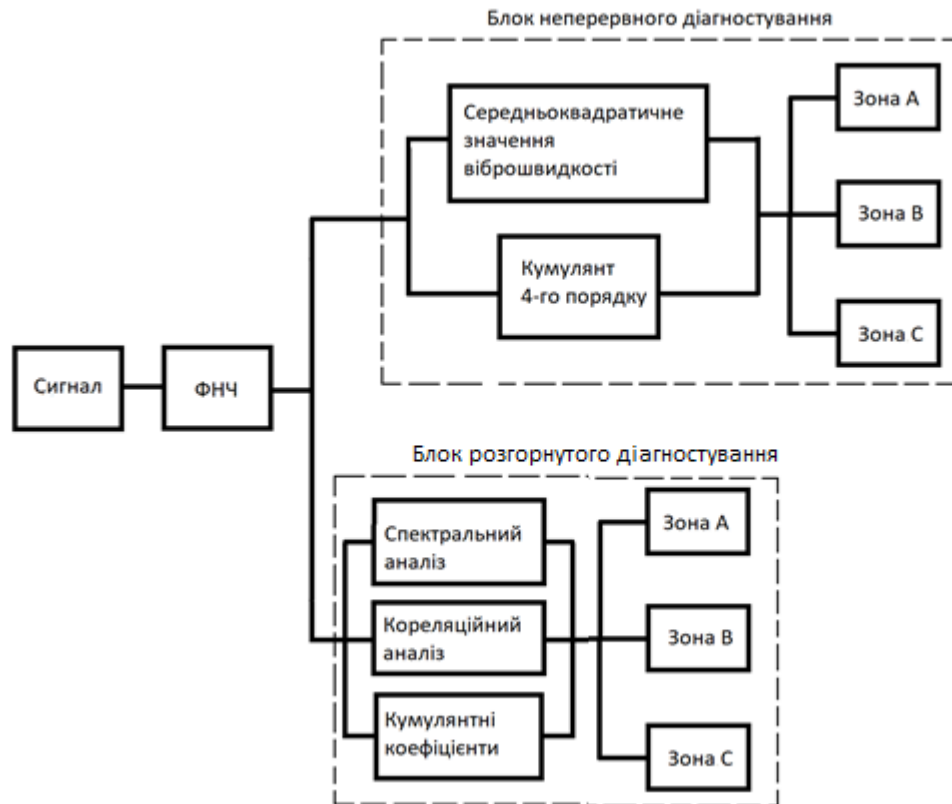 Блок неперервного діагностування
Середньоквадратичне
значення
віброшвидкості
Кумулянт
4-го порядку
Зона А
Зона В
Зона С
Сигнал
ФНЧ
Блок розгорнутого діагностування
Спектральний
аналіз
Кореляційний
аналіз
Кумулянтні
коефіцієнти
Зона А
Зона В
Зона С